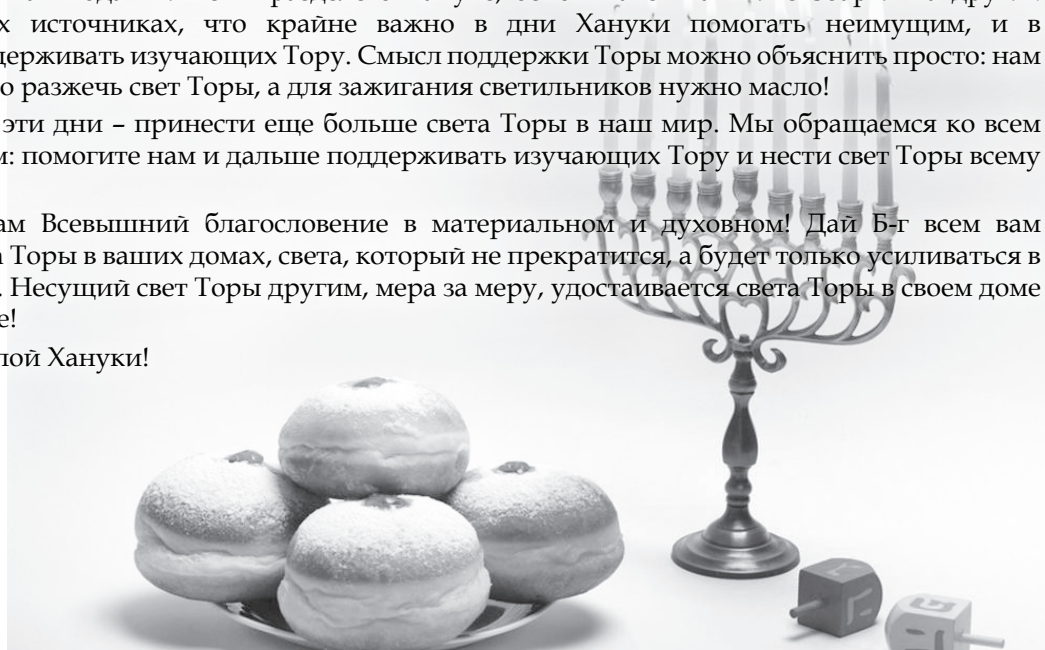 х источниках, что крайне важно в дни Хануки помогать неимущим, и в
держивать изучающих Тору. Смысл поддержки Торы можно объяснить просто: нам
о разжечь свет Торы, а для зажигания светильников нужно масло!
эти дни – принести еще больше света Торы в наш мир. Мы обращаемся ко всем
м: помогите нам и дальше поддерживать изучающих Тору и нести свет Торы всему
ам Всевышний благословение в материальном и духовном! Дай Б-г всем вам
а Торы в ваших домах, света, который не прекратится, а будет только усиливаться в
. Несущий свет Торы другим, мера за меру, удостаивается света Торы в своем доме
е!
лой Хануки!